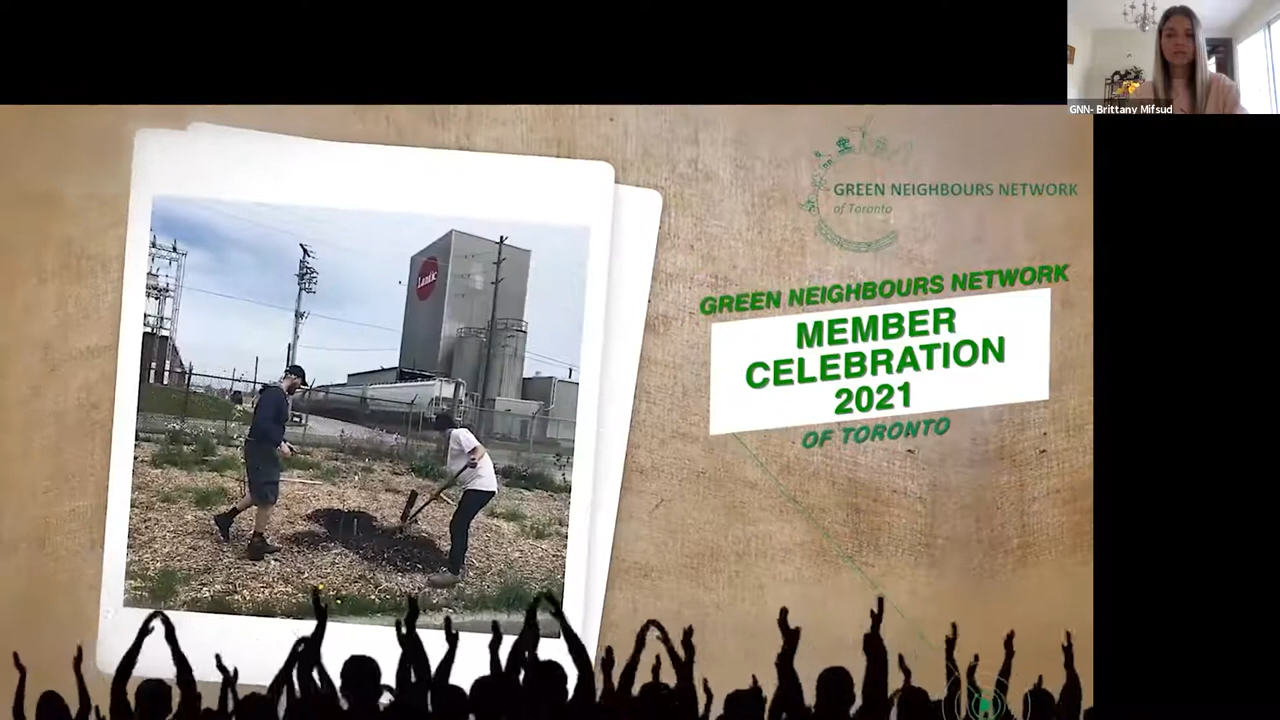 GNN- Brittany Mifsud
GREEN NEIGHBOURS NETWORK
of Toronto
GREEN NEIGHBOURS NETWORK
MEMBER
CELEBRATION
2021
OF TORONTO
Lantic